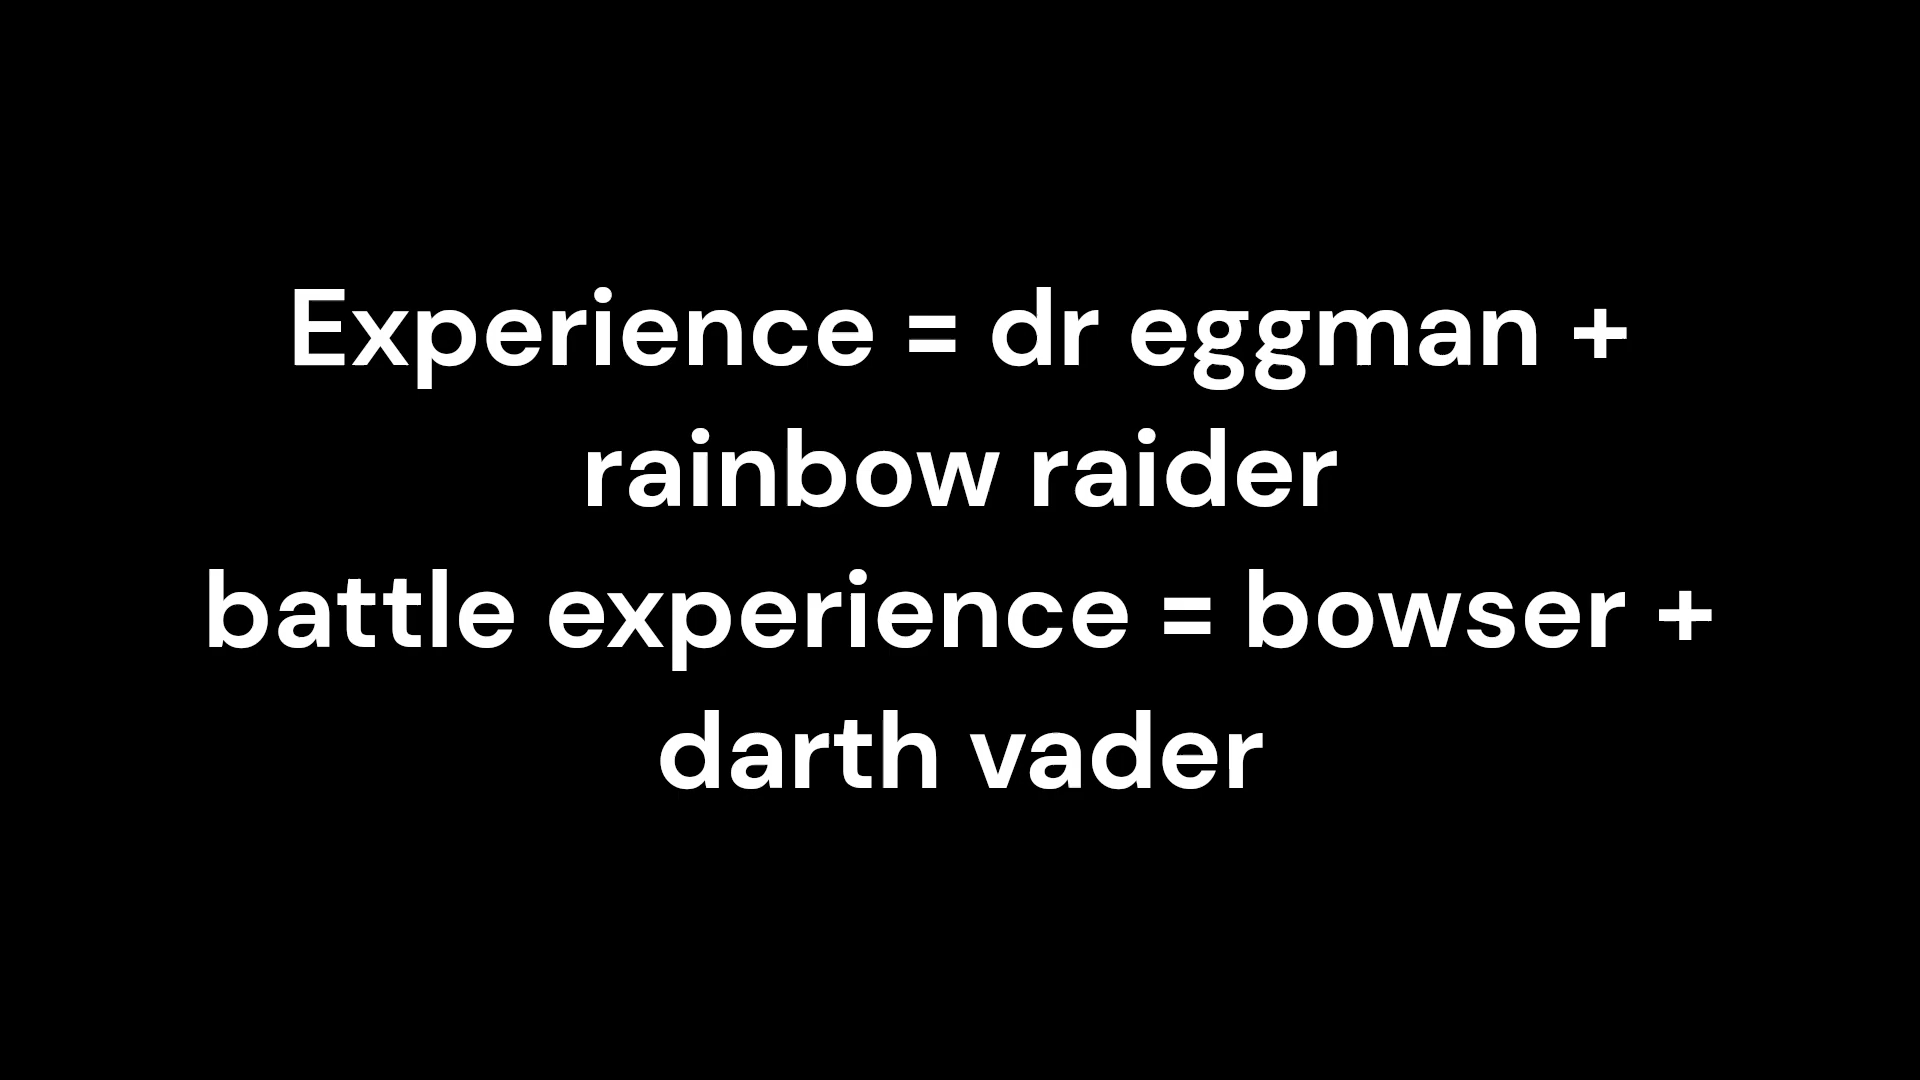 Experience = dr eggman +
rainbow raider
battle experience = bowser +
darth vader